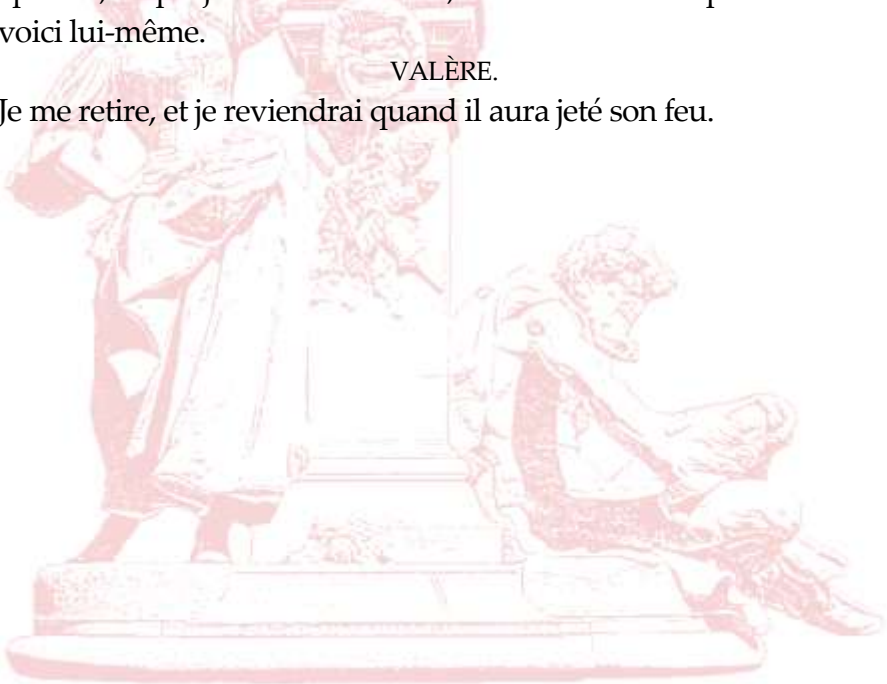 voici lui-même.
VALÈRE.
Je me retire, et je reviendrai quand il aura jeté son feu.